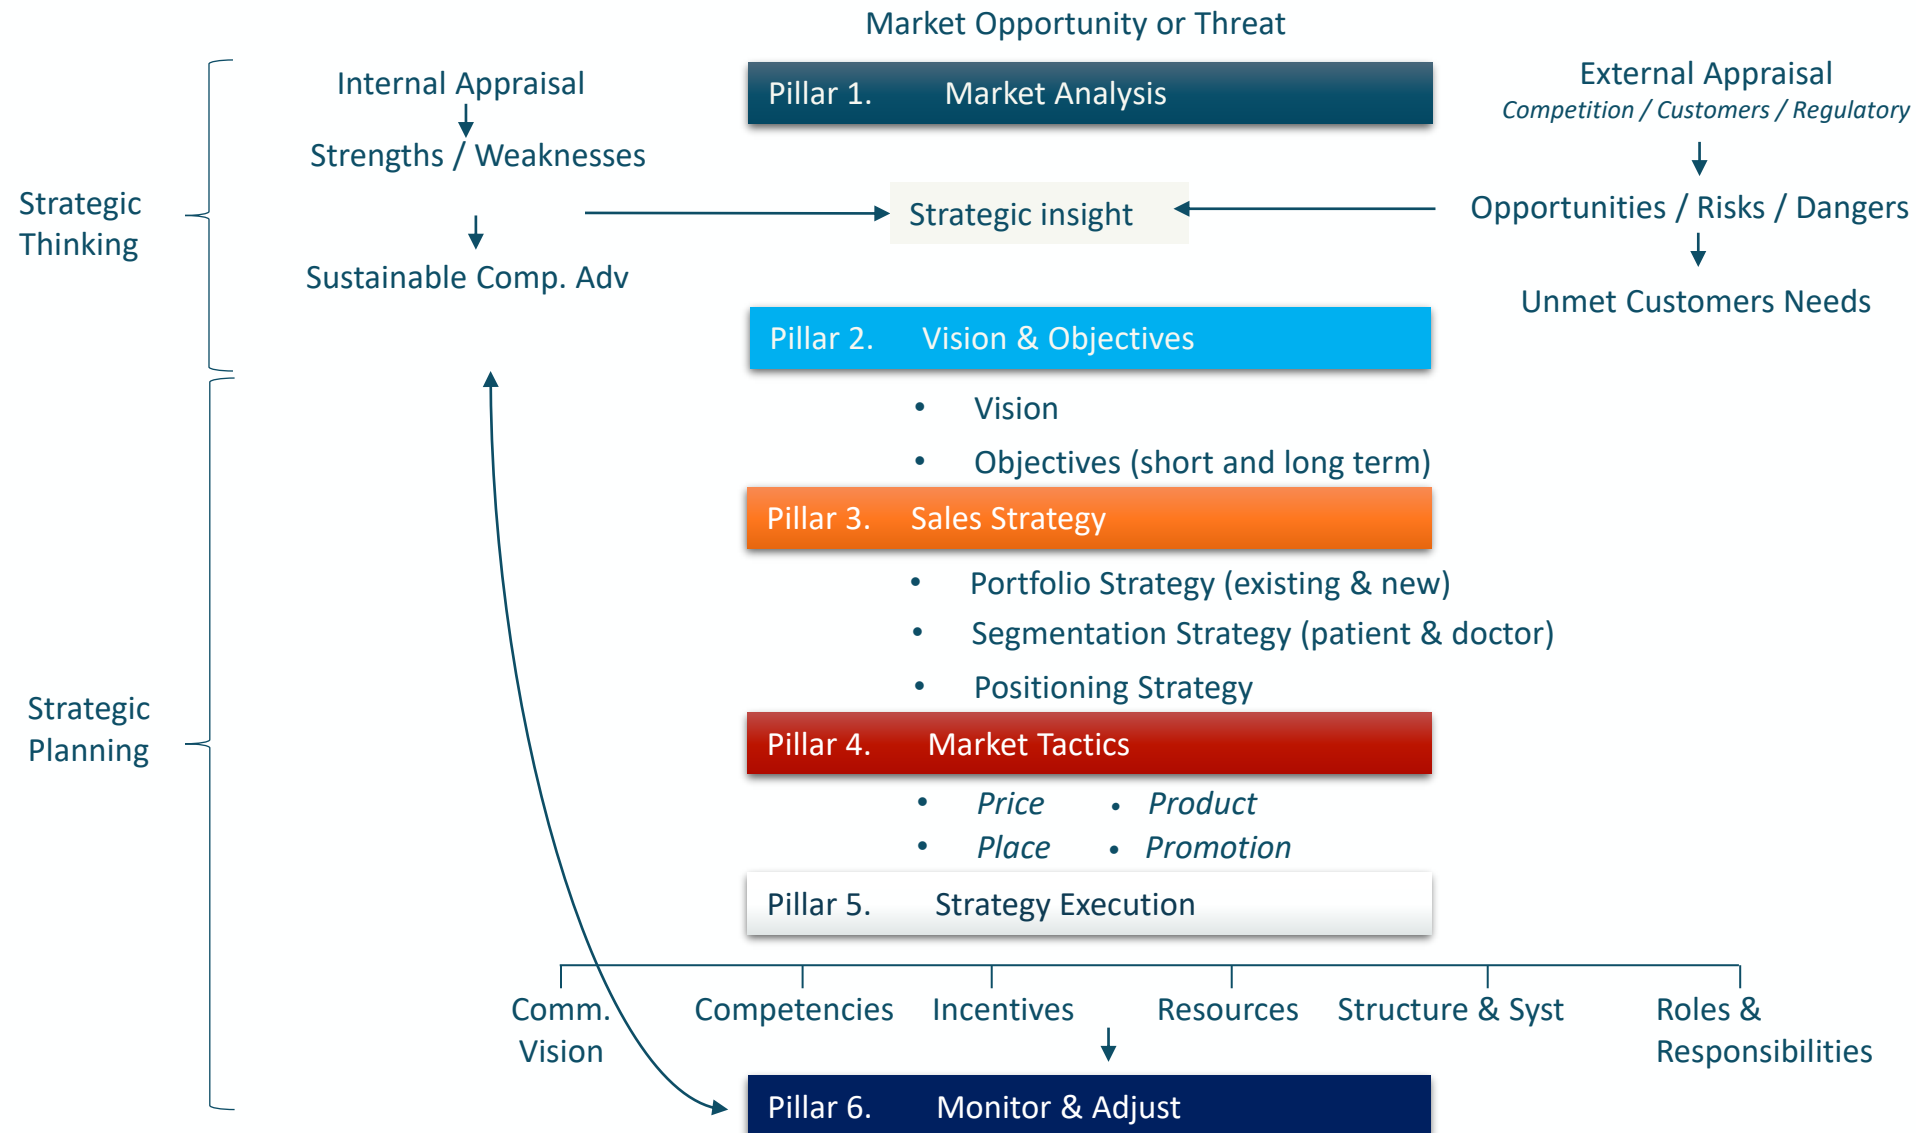 Market Opportunity or Threat
Internal Appraisal
Pillar 1. Market Analysis
External Appraisal
Competition / Customers / Regulatory
Strengths / Weaknesses
Strategic
Thinking
Strategic insight
Opportunities / Risks / Dangers
Sustainable Comp. Adv
Unmet Customers Needs
Pillar 2. Vision & Objectives
• Vision
• Objectives (short and long term)
Pillar 3. Sales Strategy
• Portfolio Strategy (existing & new)
• Segmentation Strategy (patient & doctor)
• Positioning Strategy
Strategic
Planning
Pillar 4. Market Tactics
• Price • Product
• Place • Promotion
Pillar 5. Strategy Execution
Comm.
Vision
Competencies
Incentives
Resources
Structure & Syst
Roles &
Responsibilities
Pillar 6. Monitor & Adjust